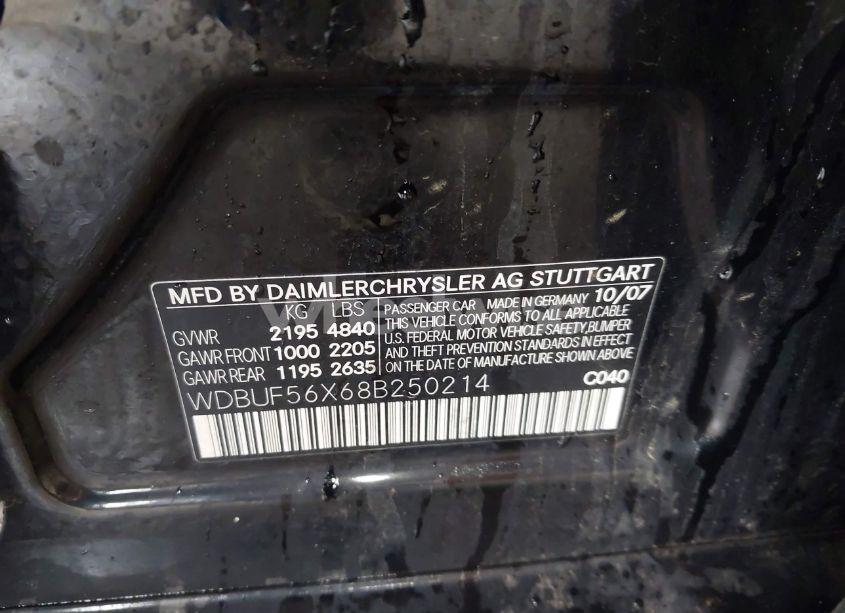 MFD BY DAIMLERCHRYSLER AG STUTTGART
KG LBS PASSENGER CAR MADE IN GERMANY 10/07
GVWR 2195 4840 THIS VEHICLE CONFORMS TO ALL APPLICABLE
GAWR FRONT 1000 2205 U.S. FEDERAL MOTOR VEHICLE SAFETY, BUMPER
GAWR REAR 1195 2635 AND THEFT PREVENTION STANDARDS IN EFFECT
ON THE DATE OF MANUFACTURE SHOWN ABOVE
WDBUF56X68B250214 C040